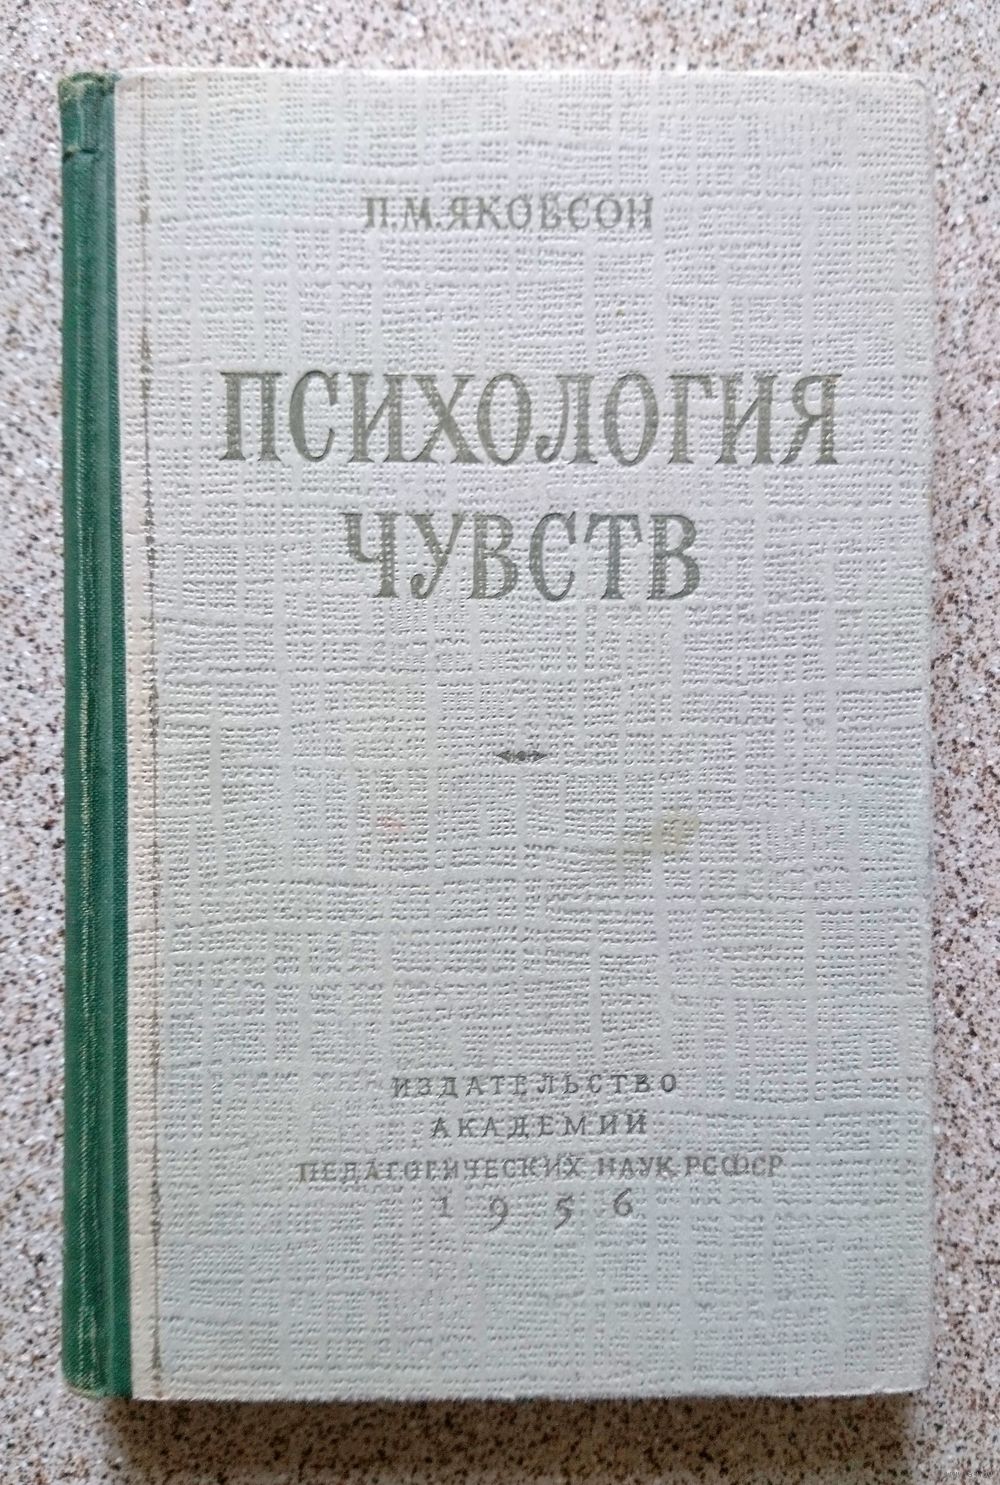 П.М.ЯКОБСОН
ПСИХОЛОГИЯ
ЧУВСТВ
ИЗДАТЕЛЬСТВО
АКАДЕМИИ
ПЕДАГОГИЧЕСКИХ НАУК РСФСР
1956